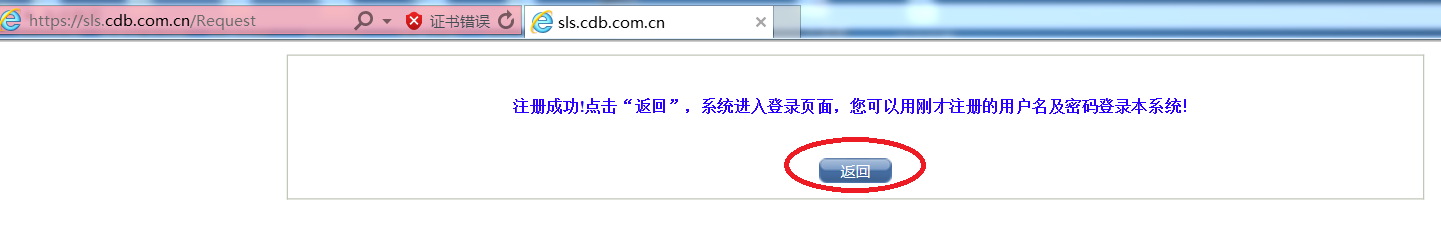 https://sls.cdb.com.cn/Request 证书错误 sls.cdb.com.cn
注册成功!点击“返回”，系统进入登录页面，您可以用刚才注册的用户名及密码登录本系统!
返回